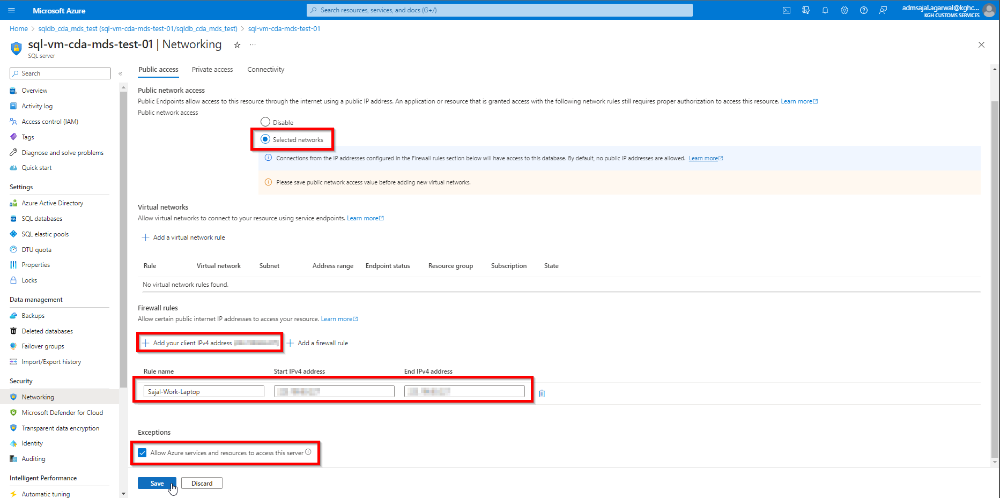 Microsoft Azure
Search resources, services, and docs (G+/)
admsajal.agarwal@kghc...
KGH CUSTOMS SERVICES
Home > sqldb_cda_mds_test (sql-vm-cda-mds-test-01/sqldb_cda_mds_test) > sql-vm-cda-mds-test-01
sql-vm-cda-mds-test-01 | Networking
SQL server
Search
Overview
Activity log
Access control (IAM)
Tags
Diagnose and solve problems
Quick start
Settings
Azure Active Directory
SQL databases
SQL elastic pools
DTU quota
Properties
Locks
Data management
Backups
Deleted databases
Failover groups
Import/Export history
Security
Networking
Microsoft Defender for Cloud
Transparent data encryption
Identity
Auditing
Intelligent Performance
Automatic tuning
Public access Private access Connectivity
Public network access
Public Endpoints allow access to this resource through the internet using a public IP address. An application or resource that is granted access with the following network rules still requires proper authorization to access this resource. Learn more
Public network access
Disable
Selected networks
Connections from the IP addresses configured in the Firewall rules section below will have access to this database. By default, no public IP addresses are allowed. Learn more
Please save public network access value before adding new virtual networks.
Virtual networks
Allow virtual networks to connect to your resource using service endpoints. Learn more
Add a virtual network rule
Rule Virtual network Subnet Address range Endpoint status Resource group Subscription State
No virtual network rules found.
Firewall rules
Allow certain public internet IP addresses to access your resource. Learn more
Add your client IPv4 address Add a firewall rule
Rule name Start IPv4 address End IPv4 address
Sajal-Work-Laptop
Exceptions
Allow Azure services and resources to access this server
Save Discard